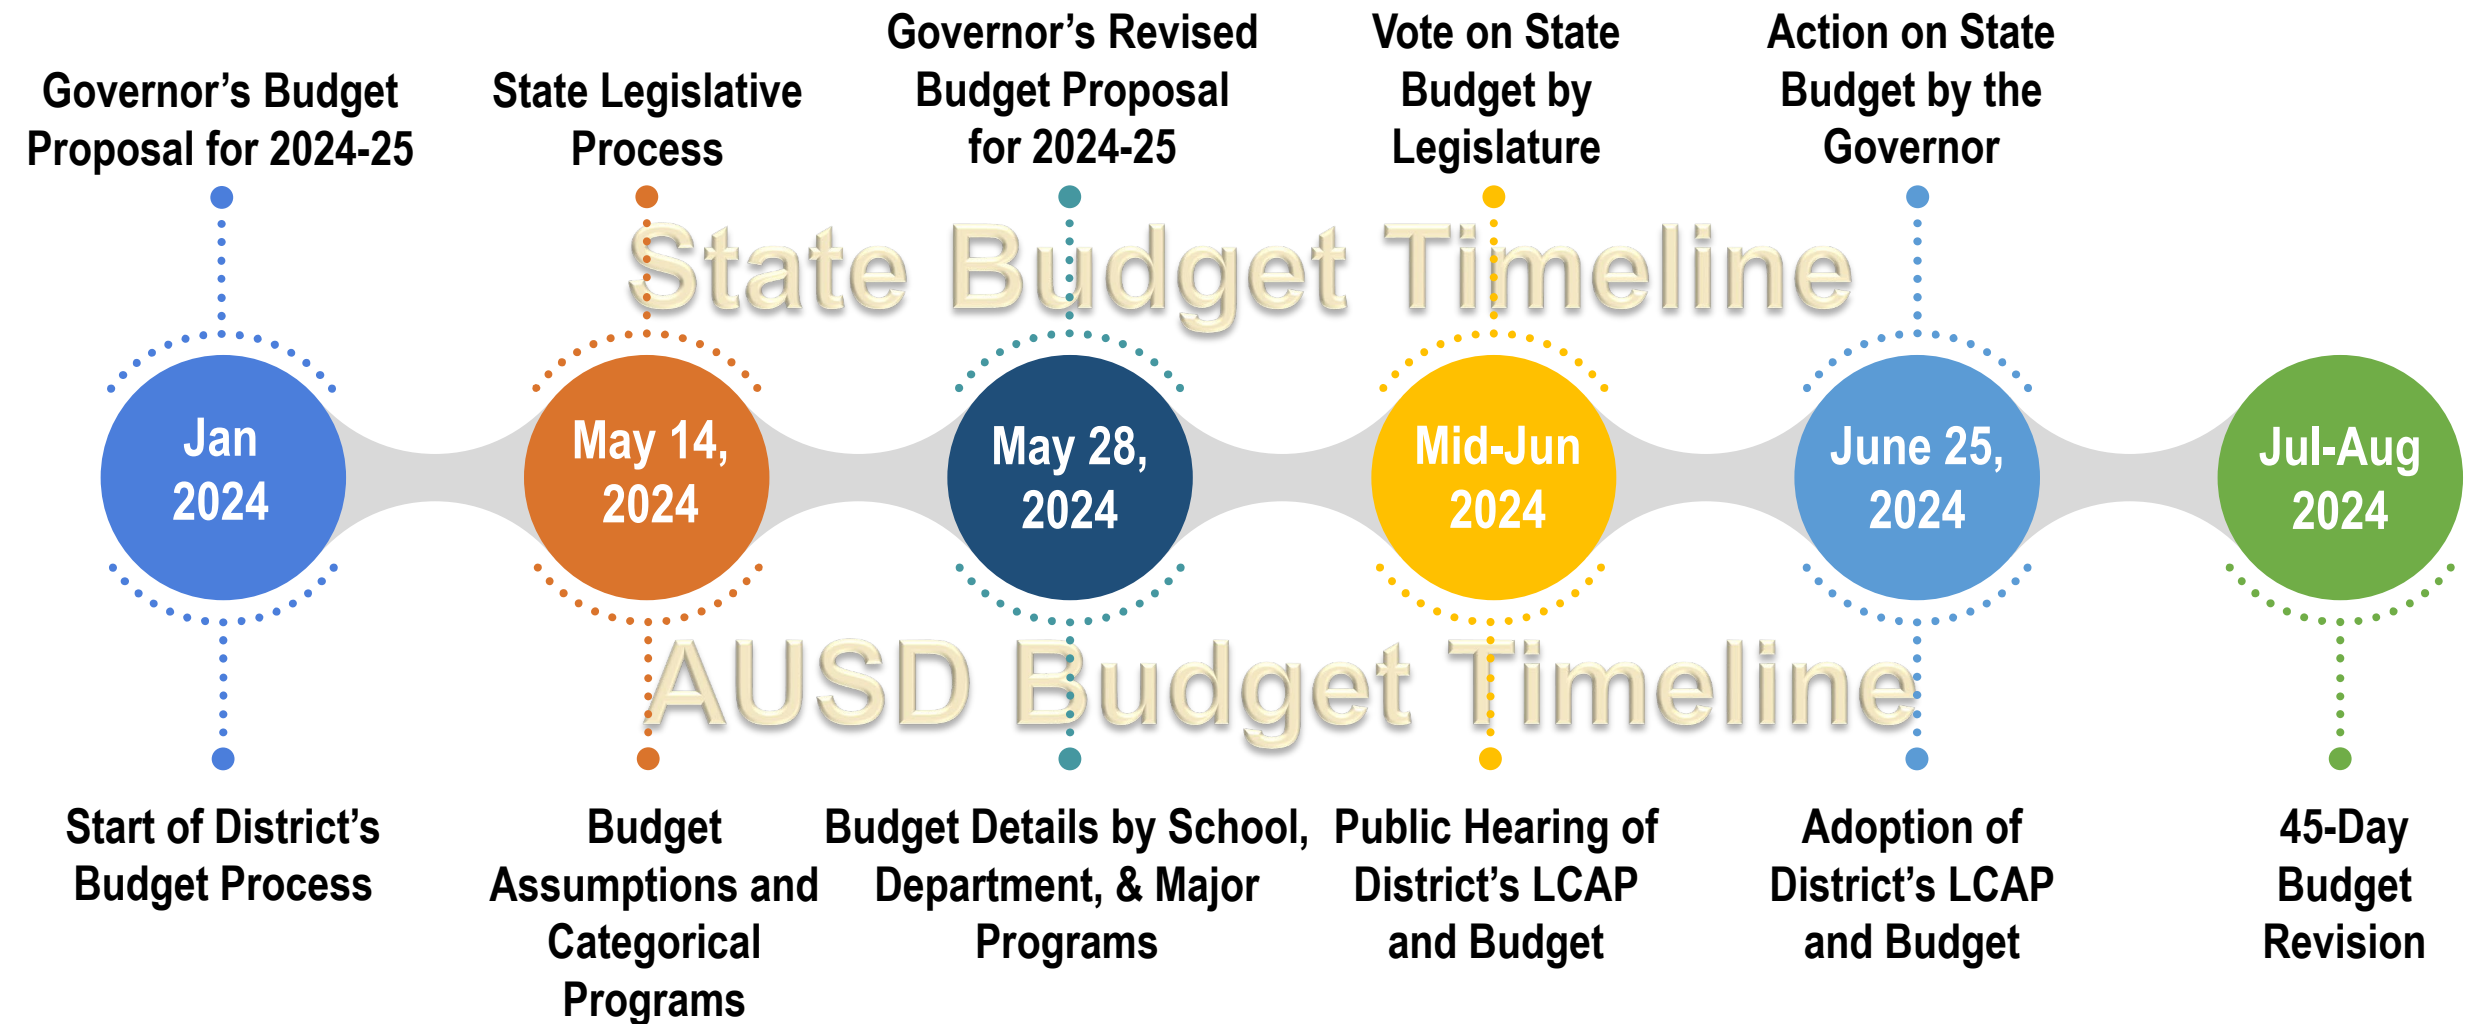 Governor’s Budget
Proposal for 2024-25
State Legislative
Process
Governor’s Revised
Budget Proposal
for 2024-25
Vote on State
Budget by
Legislature
Action on State
Budget by the
Governor
State Budget Timeline
Jan
2024
May 14,
2024
May 28,
2024
Mid-Jun
2024
June 25,
2024
Jul-Aug
2024
AUSD Budget Timeline
Start of District’s
Budget Process
Budget
Assumptions and
Categorical
Programs
Budget Details by School,
Department, & Major
Programs
Public Hearing of
District’s LCAP
and Budget
Adoption of
District’s LCAP
and Budget
45-Day
Budget
Revision